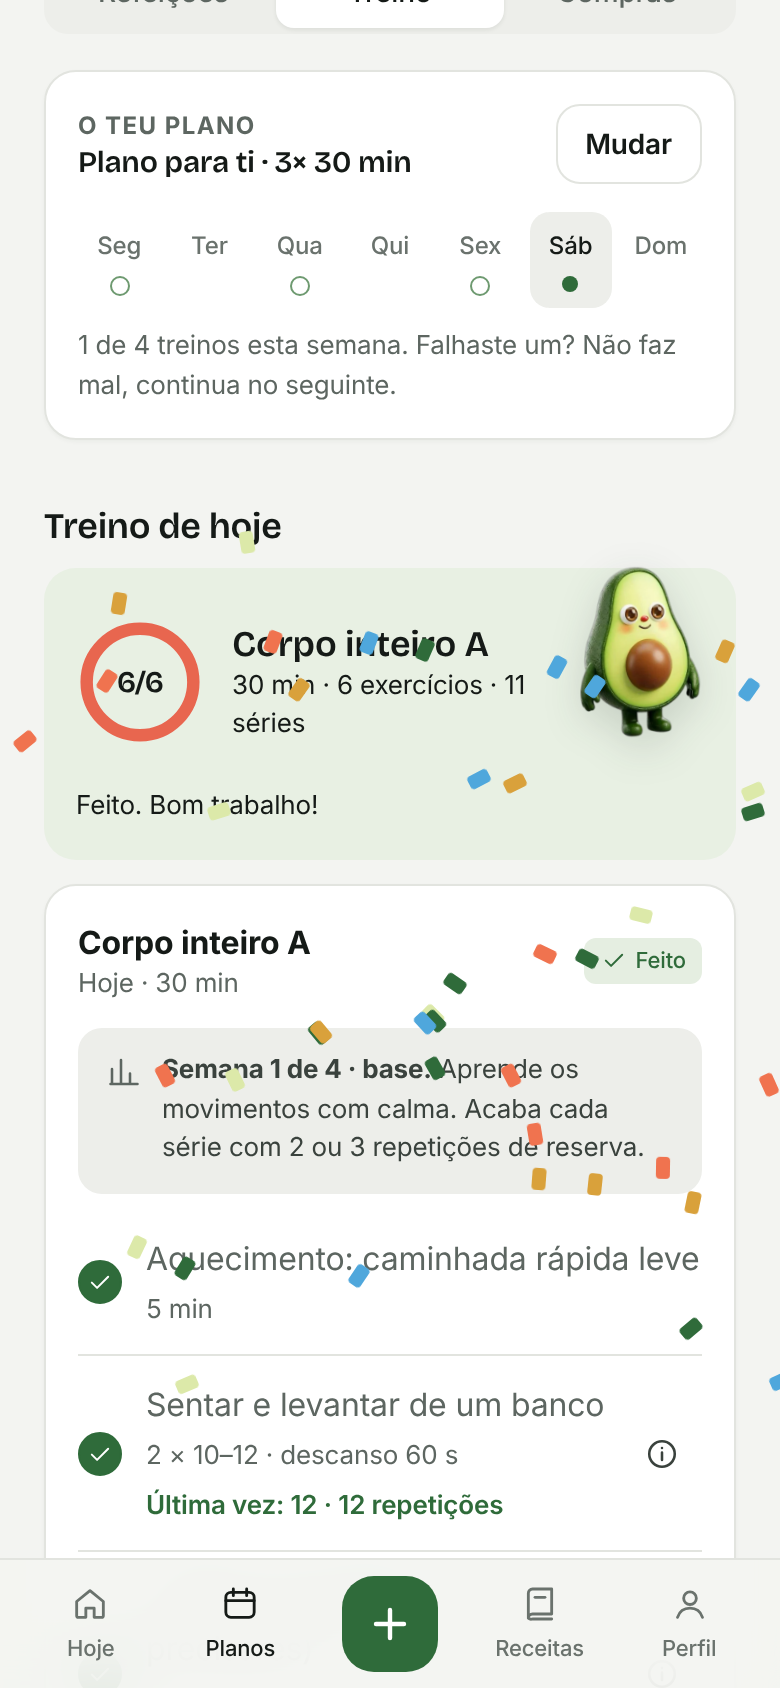 O TEU PLANO
Plano para ti · 3× 30 min
Mudar
Seg Ter Qua Qui Sex Sáb Dom
1 de 4 treinos esta semana. Falhaste um? Não faz
mal, continua no seguinte.
Treino de hoje
6/6
Corpo inteiro A
30 min · 6 exercícios · 11
séries
Feito. Bom trabalho!
Corpo inteiro A
Hoje · 30 min
Feito
Semana 1 de 4 · base. Aprende os
movimentos com calma. Acaba cada
série com 2 ou 3 repetições de reserva.
Aquecimento: caminhada rápida leve
5 min
Sentar e levantar de um banco
2 × 10–12 · descanso 60 s
Última vez: 12 · 12 repetições
Hoje
Planos
Receitas
Perfil